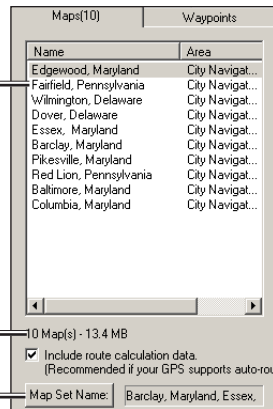 Maps(10) Waypoints
Name Area
Edgewood, Maryland City Navigat...
Fairfield, Pennsylvania City Navigat...
Wilmington, Delaware City Navigat...
Dover, Delaware City Navigat...
Essex, Maryland City Navigat...
Barclay, Maryland City Navigat...
Pikesville, Maryland City Navigat...
Red Lion, Pennsylvania City Navigat...
Baltimore, Maryland City Navigat...
Columbia, Maryland City Navigat...
10 Map(s) - 13.4 MB
Include route calculation data.
(Recommended if your GPS supports auto-rou
Map Set Name: Barclay, Maryland, Essex,